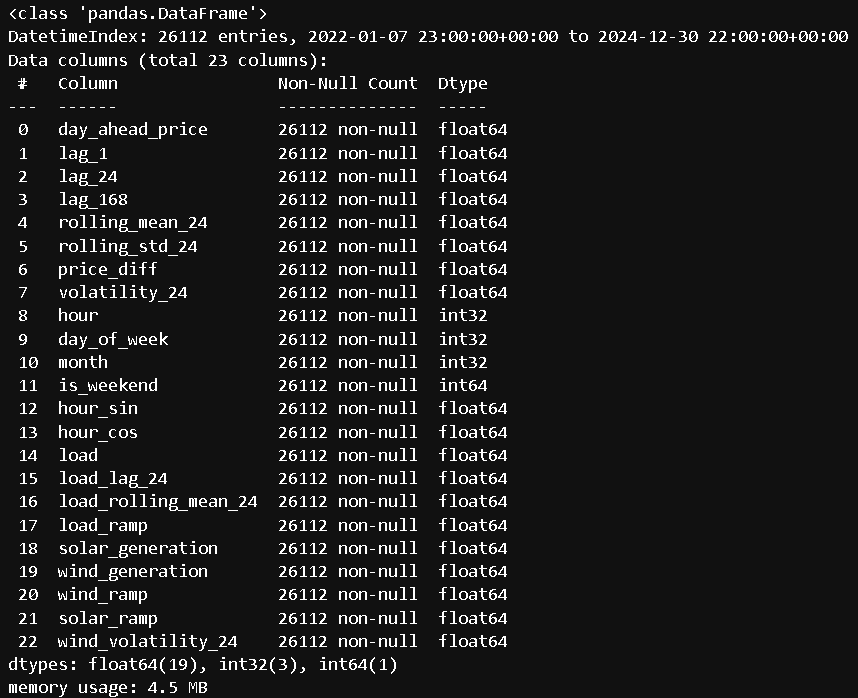 <class 'pandas.DataFrame'>
DatetimeIndex: 26112 entries, 2022-01-07 23:00:00+00:00 to 2024-12-30 22:00:00+00:00
Data columns (total 23 columns):
 #   Column                Non-Null Count  Dtype
---  ------                --------------  -----
 0   day_ahead_price       26112 non-null  float64
 1   lag_1                 26112 non-null  float64
 2   lag_24                26112 non-null  float64
 3   lag_168               26112 non-null  float64
 4   rolling_mean_24       26112 non-null  float64
 5   rolling_std_24        26112 non-null  float64
 6   price_diff            26112 non-null  float64
 7   volatility_24         26112 non-null  float64
 8   hour                  26112 non-null  int32
 9   day_of_week           26112 non-null  int32
 10  month                 26112 non-null  int32
 11  is_weekend            26112 non-null  int64
 12  hour_sin              26112 non-null  float64
 13  hour_cos              26112 non-null  float64
 14  load                  26112 non-null  float64
 15  load_lag_24           26112 non-null  float64
 16  load_rolling_mean_24  26112 non-null  float64
 17  load_ramp             26112 non-null  float64
 18  solar_generation      26112 non-null  float64
 19  wind_generation       26112 non-null  float64
 20  wind_ramp             26112 non-null  float64
 21  solar_ramp            26112 non-null  float64
 22  wind_volatility_24    26112 non-null  float64
dtypes: float64(19), int32(3), int64(1)
memory usage: 4.5 MB